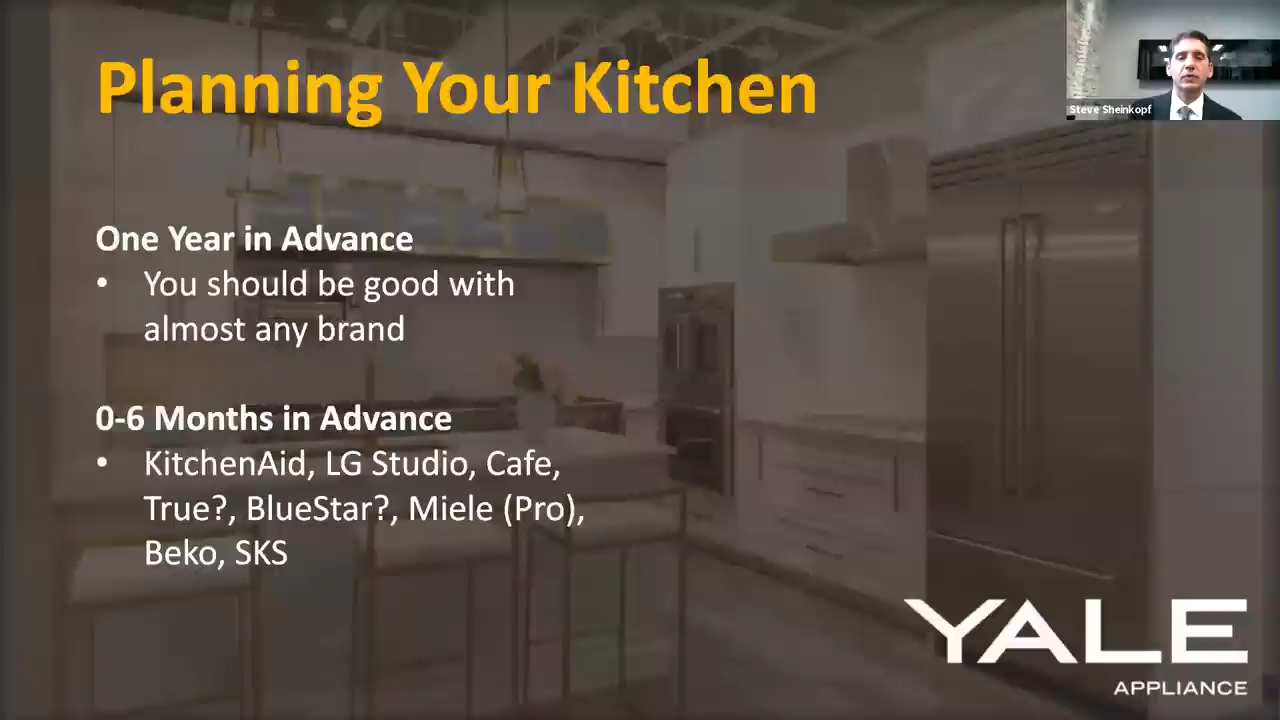 Planning Your Kitchen
Steve Sheinkopf
One Year in Advance
• You should be good with
almost any brand
0-6 Months in Advance
• KitchenAid, LG Studio, Cafe,
True?, BlueStar?, Miele (Pro),
Beko, SKS
YALE
APPLIANCE